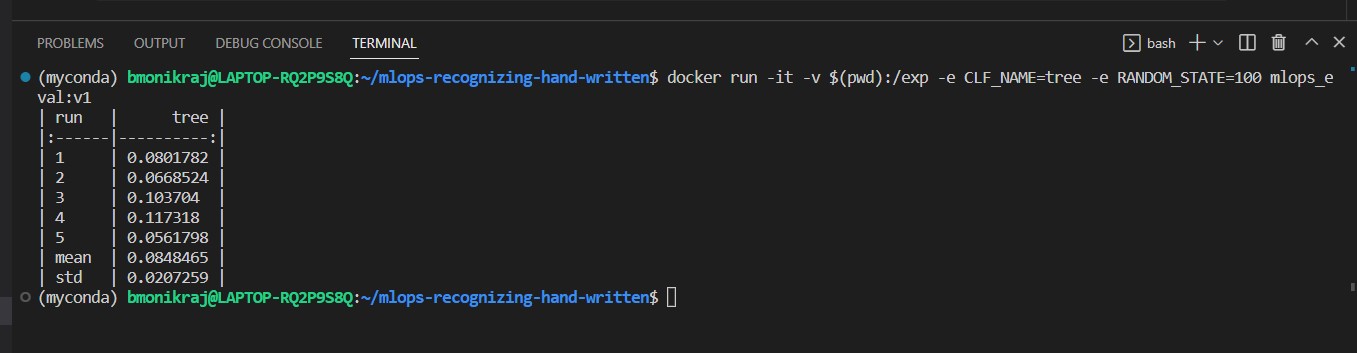 PROBLEMS OUTPUT DEBUG CONSOLE TERMINAL bash
(myconda) bmonikraj@LAPTOP-RQ2P9S8Q:~/mlops-recognizing-hand-written$ docker run -it -v $(pwd):/exp -e CLF_NAME=tree -e RANDOM_STATE=100 mlops_e
val:v1
| run   |      tree |
|:------|----------:|
| 1     | 0.0801782 |
| 2     | 0.0668524 |
| 3     | 0.103704  |
| 4     | 0.117318  |
| 5     | 0.0561798 |
| mean  | 0.0848465 |
| std   | 0.0207259 |
(myconda) bmonikraj@LAPTOP-RQ2P9S8Q:~/mlops-recognizing-hand-written$